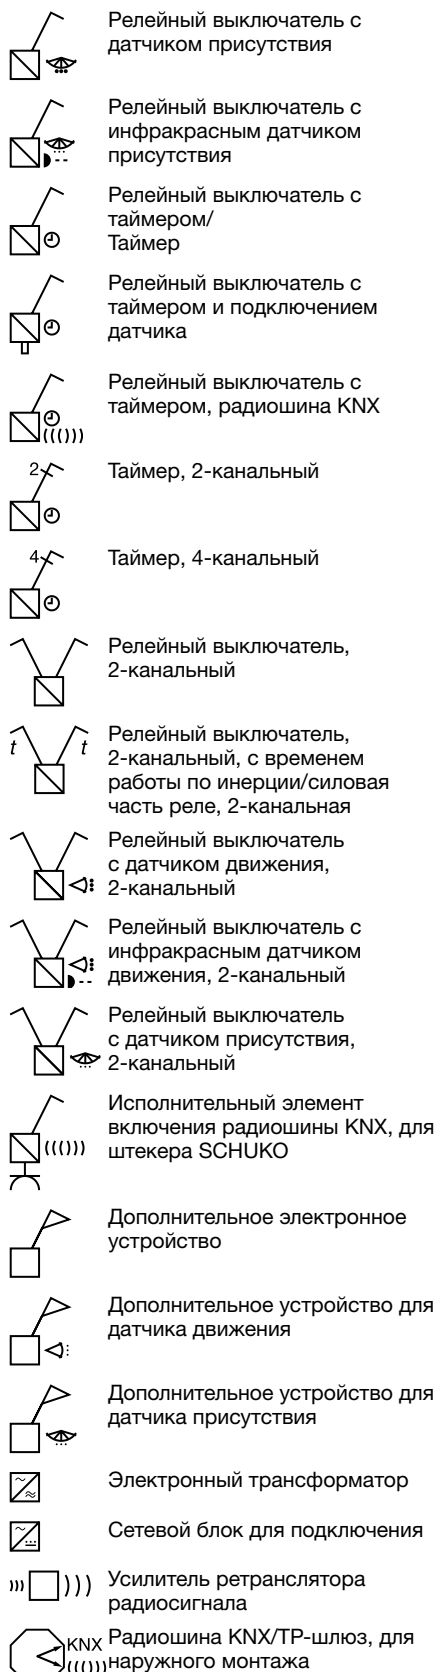 Релейный выключатель с
датчиком присутствия
Релейный выключатель с
инфракрасным датчиком
присутствия
Релейный выключатель с
таймером/
Таймер
Релейный выключатель с
таймером и подключением
датчика
Релейный выключатель с
таймером, радиошина KNX
2
Таймер, 2-канальный
4
Таймер, 4-канальный
Релейный выключатель,
2-канальный
t t
Релейный выключатель,
2-канальный, с временем
работы по инерции/силовая
часть реле, 2-канальная
Релейный выключатель
с датчиком движения,
2-канальный
Релейный выключатель с
инфракрасным датчиком
движения, 2-канальный
Релейный выключатель
с датчиком присутствия,
2-канальный
Исполнительный элемент
включения радиошины KNX, для
штекера SCHUKO
Дополнительное электронное
устройство
Дополнительное устройство для
датчика движения
Дополнительное устройство для
датчика присутствия
Электронный трансформатор
Сетевой блок для подключения
Усилитель ретранслятора
радиосигнала
KNX
Радиошина KNX/TP-шлюз, для
наружного монтажа